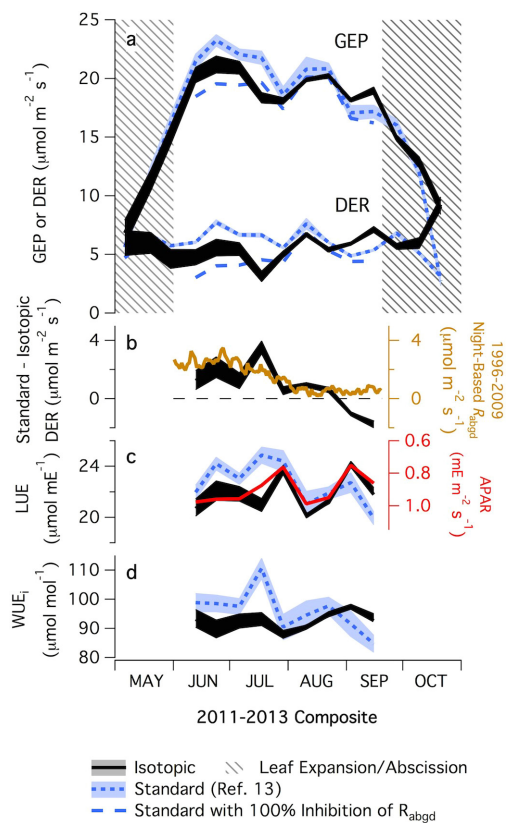 25
20
15
10
5
0
GEP or DER (μmol m⁻² s⁻¹)
a
GEP
DER
4
2
0
Standard - Isotopic
DER (μmol m⁻² s⁻¹)
b
4
2
0
1996-2009
Night-Based Rabgd
(μmol m⁻² s⁻¹)
24
22
20
LUE
(μmol mE⁻¹)
c
0.6
0.8
1.0
APAR
(mE m⁻² s⁻¹)
110
100
90
80
WUEi
(μmol mol⁻¹)
d
MAY JUN JUL AUG SEP OCT
2011-2013 Composite
Isotopic Leaf Expansion/Abscission
Standard (Ref. 13)
Standard with 100% Inhibition of Rabgd